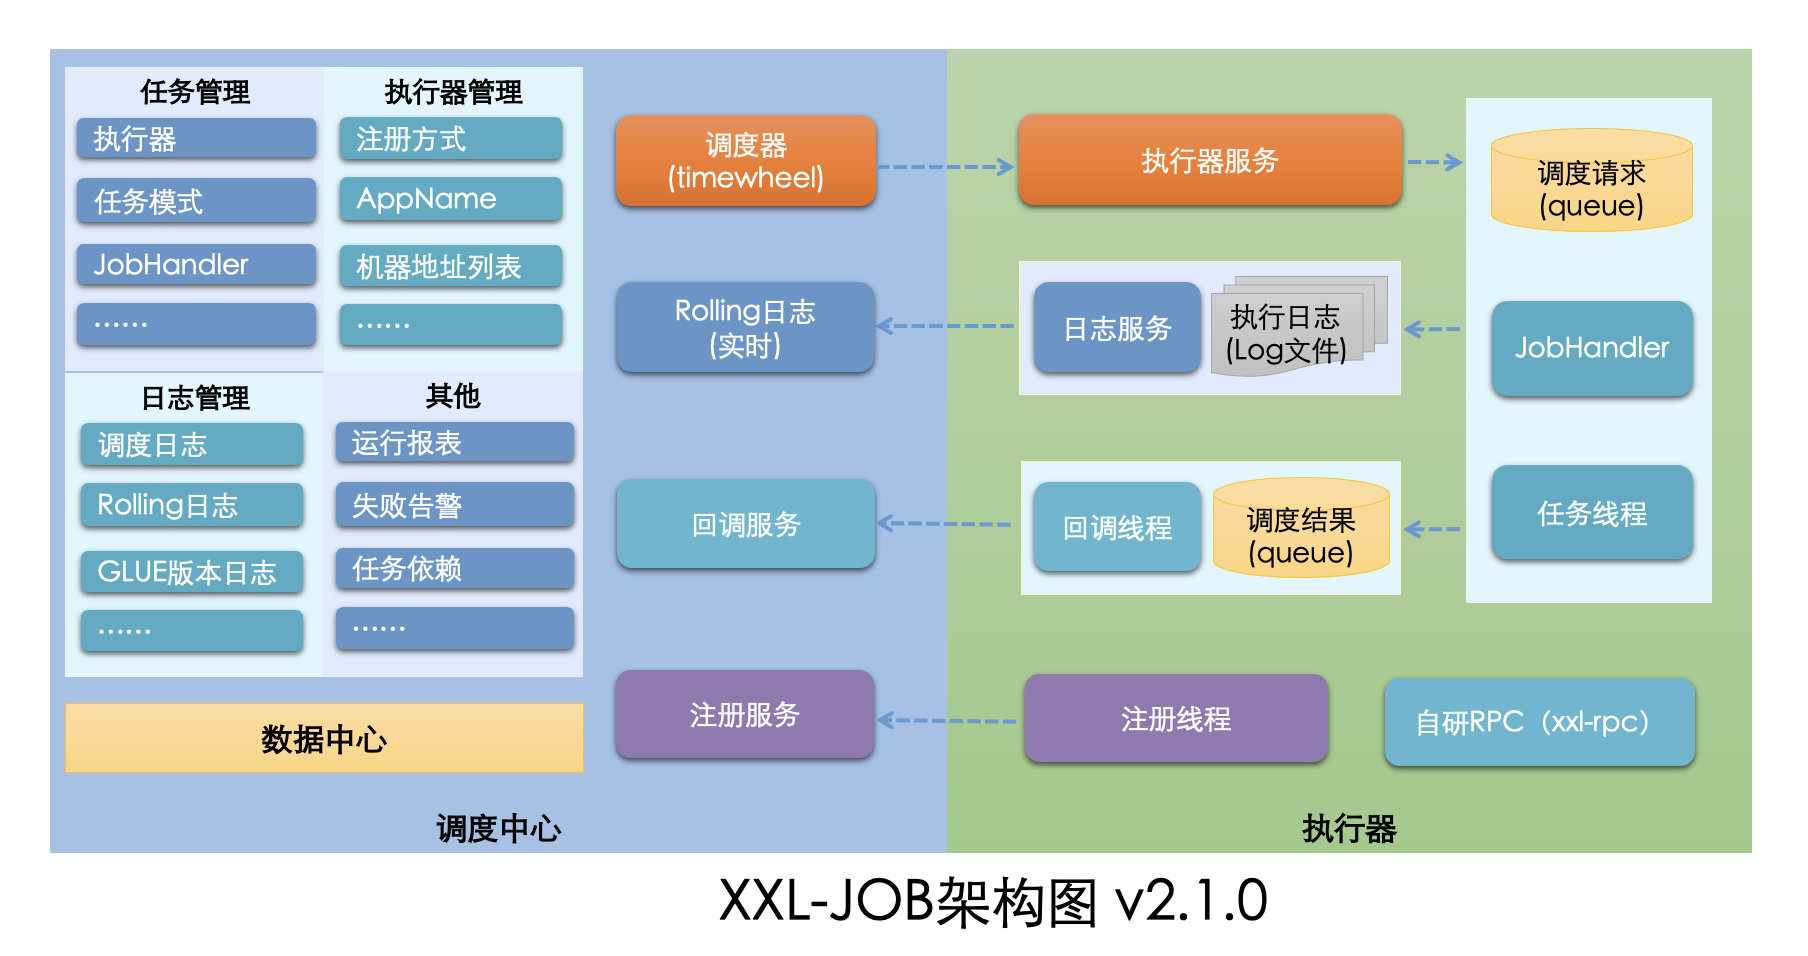 任务管理
执行器
任务模式
JobHandler
......
执行器管理
注册方式
AppName
机器地址列表
......
日志管理
调度日志
Rolling日志
GLUE版本日志
......
其他
运行报表
失败告警
任务依赖
......
数据中心
调度器
(timewheel)
Rolling日志
(实时)
回调服务
注册服务
调度中心
执行器服务
日志服务
执行日志
(Log文件)
回调线程
调度结果
(queue)
注册线程
调度请求
(queue)
JobHandler
任务线程
自研RPC（xxl-rpc）
执行器
XXL-JOB架构图 v2.1.0